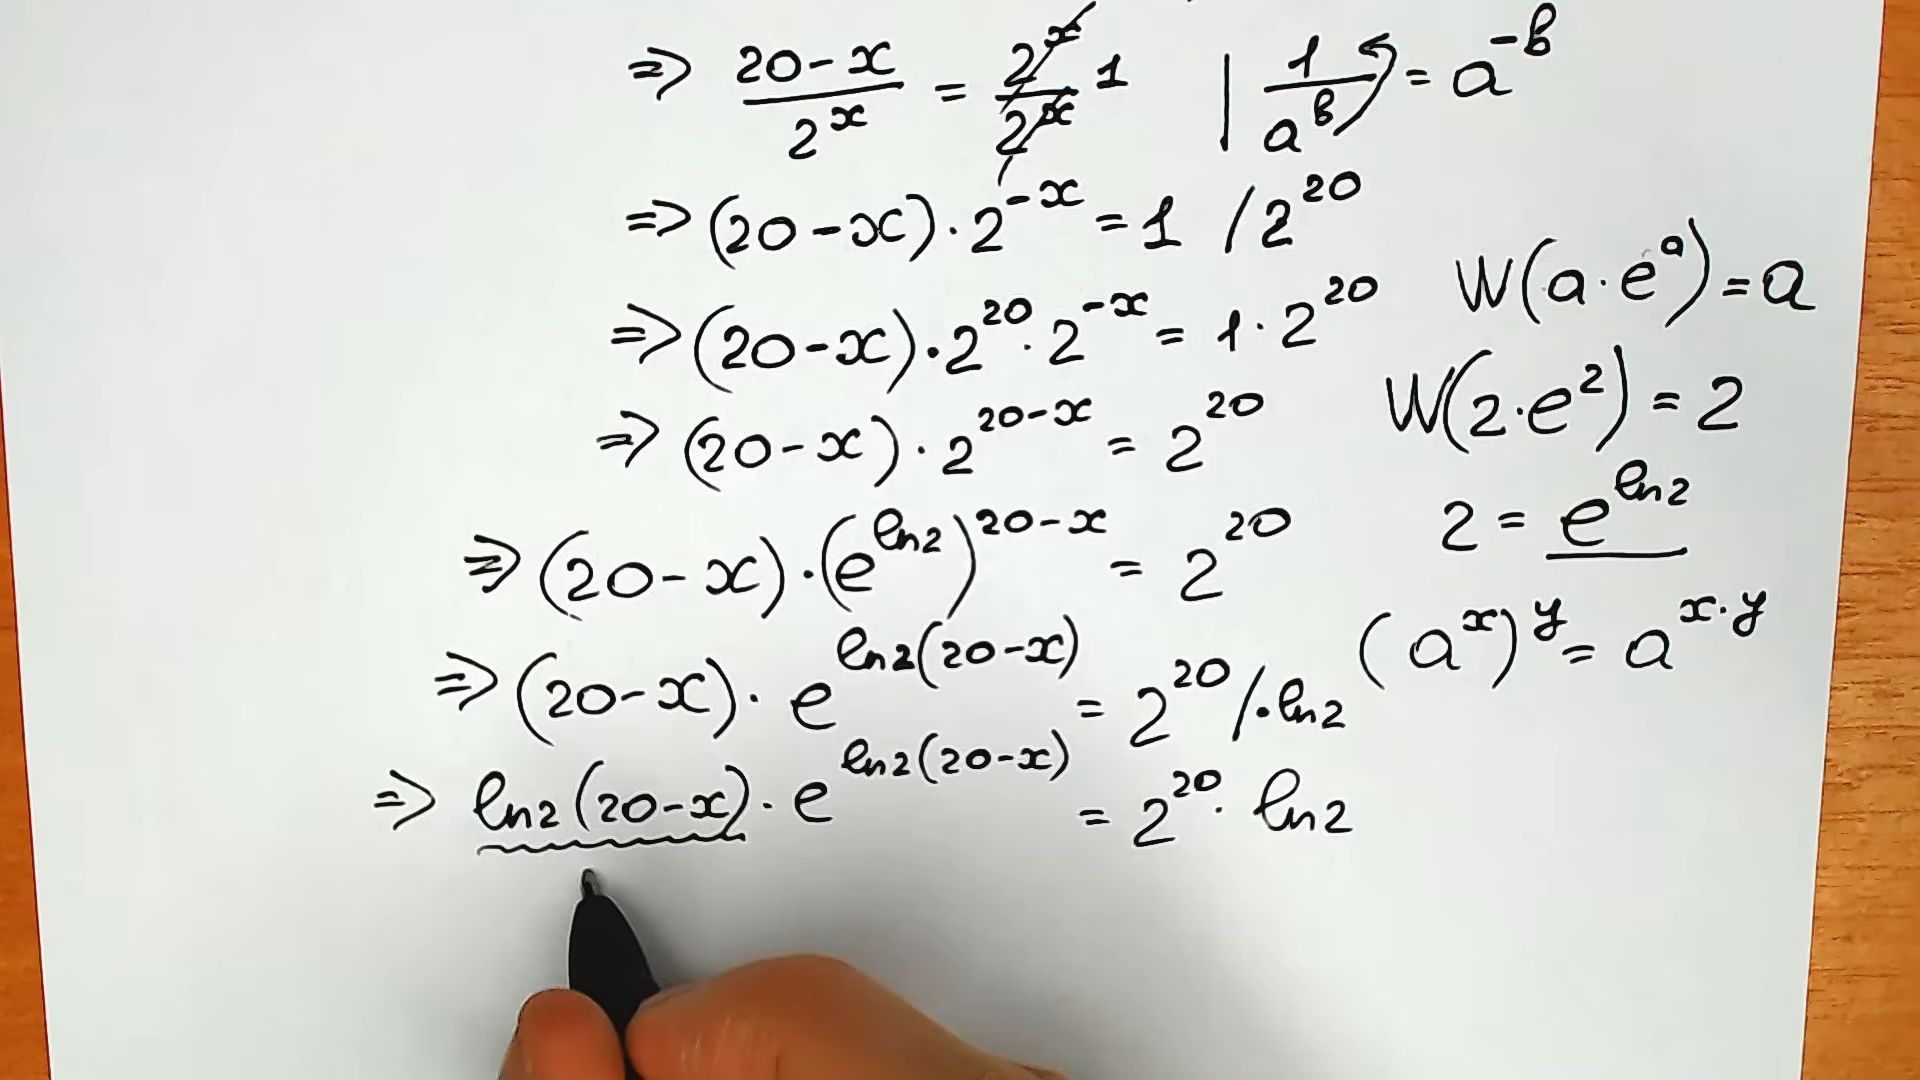 => (20-x)/2^x = 2^x/2^x 1 | 1/a^b = a^-b
=> (20-x)·2^-x = 1 /2^20
W(a·e^a) = a
=> (20-x)·2^20·2^-x = 1·2^20
W(2·e^2) = 2
=> (20-x)·2^(20-x) = 2^20
2 = e^ln2
=> (20-x)·(e^ln2)^(20-x) = 2^20
(a^x)^y = a^(x·y)
=> (20-x)·e^(ln2(20-x)) = 2^20 /·ln2
=> ln2(20-x)·e^(ln2(20-x)) = 2^20·ln2